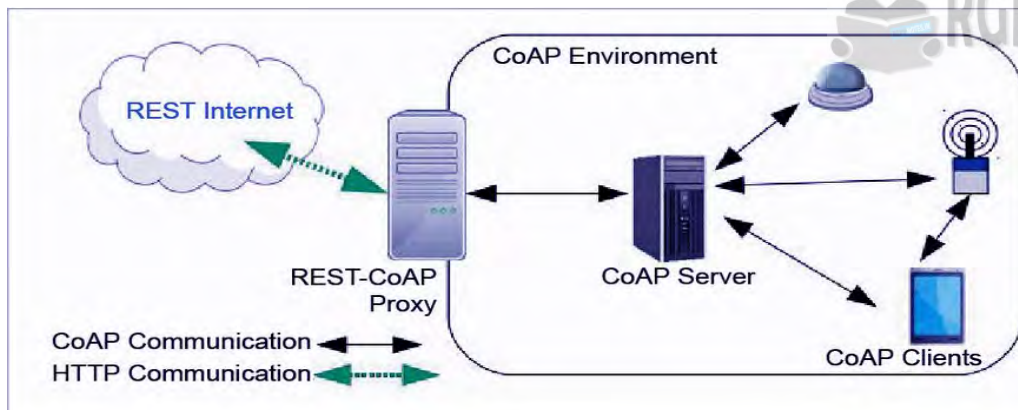 CoAP Environment
REST Internet
REST-CoAP
Proxy
CoAP Server
CoAP Clients
CoAP Communication
HTTP Communication